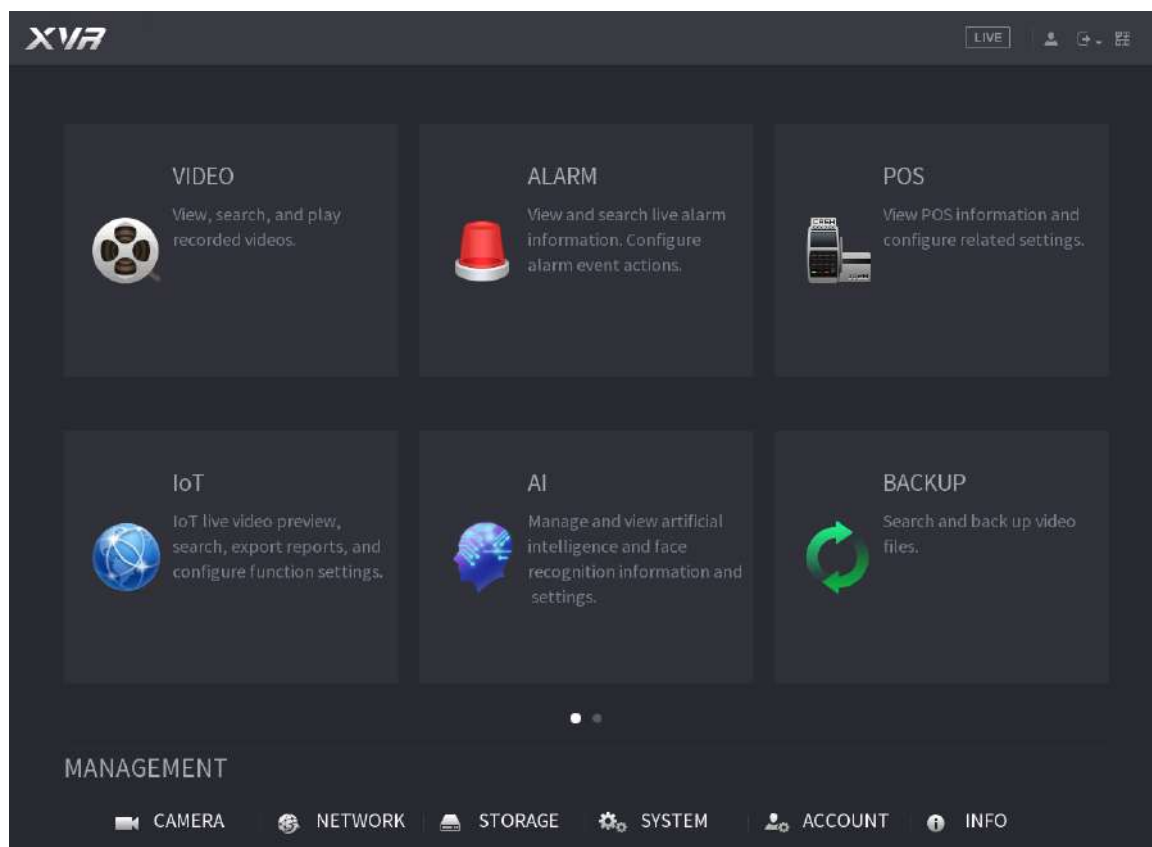 XVR
LIVE
VIDEO
View, search, and play
recorded videos.
ALARM
View and search live alarm
information. Configure
alarm event actions.
POS
View POS information and
configure related settings.
IoT
IoT live video preview,
search, export reports, and
configure function settings.
AI
Manage and view artificial
intelligence and face
recognition information and
settings.
BACKUP
Search and back up video
files.
MANAGEMENT
CAMERA NETWORK STORAGE SYSTEM ACCOUNT INFO